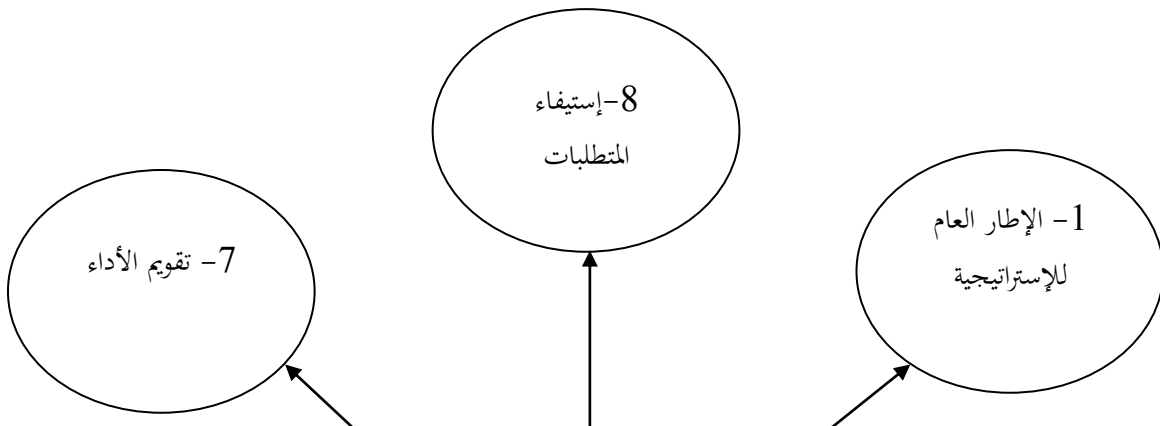 8-إستيفاء
المتطلبات
1- الإطار العام
للإستراتيجية
7- تقويم الأداء